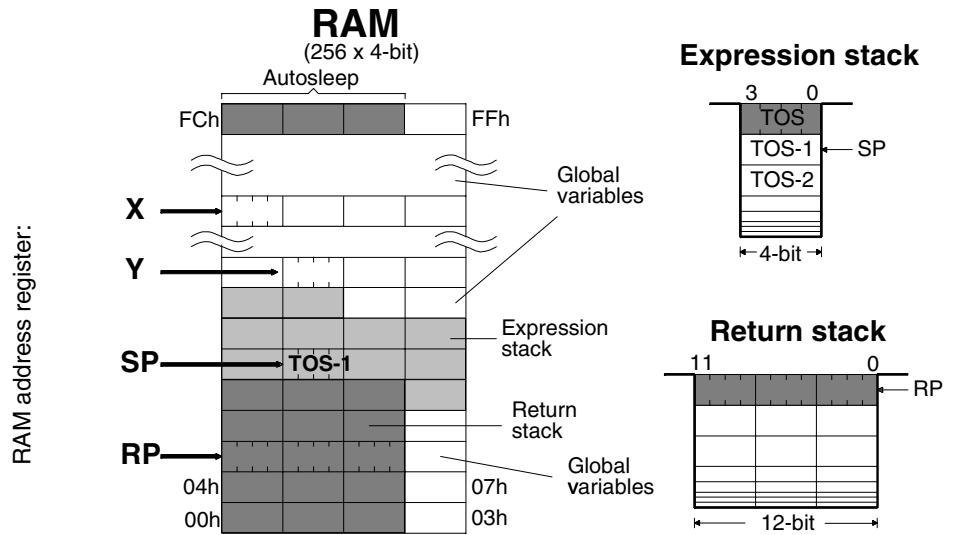 RAM
(256 x 4-bit)
Autosleep
FCh
FFh
Global
variables
X
Y
SP
TOS-1
Expression
stack
RP
Return
stack
Global
variables
04h
07h
00h
03h
RAM address register:
Expression stack
3 0
TOS
TOS-1
SP
TOS-2
4-bit
Return stack
11 0
RP
12-bit